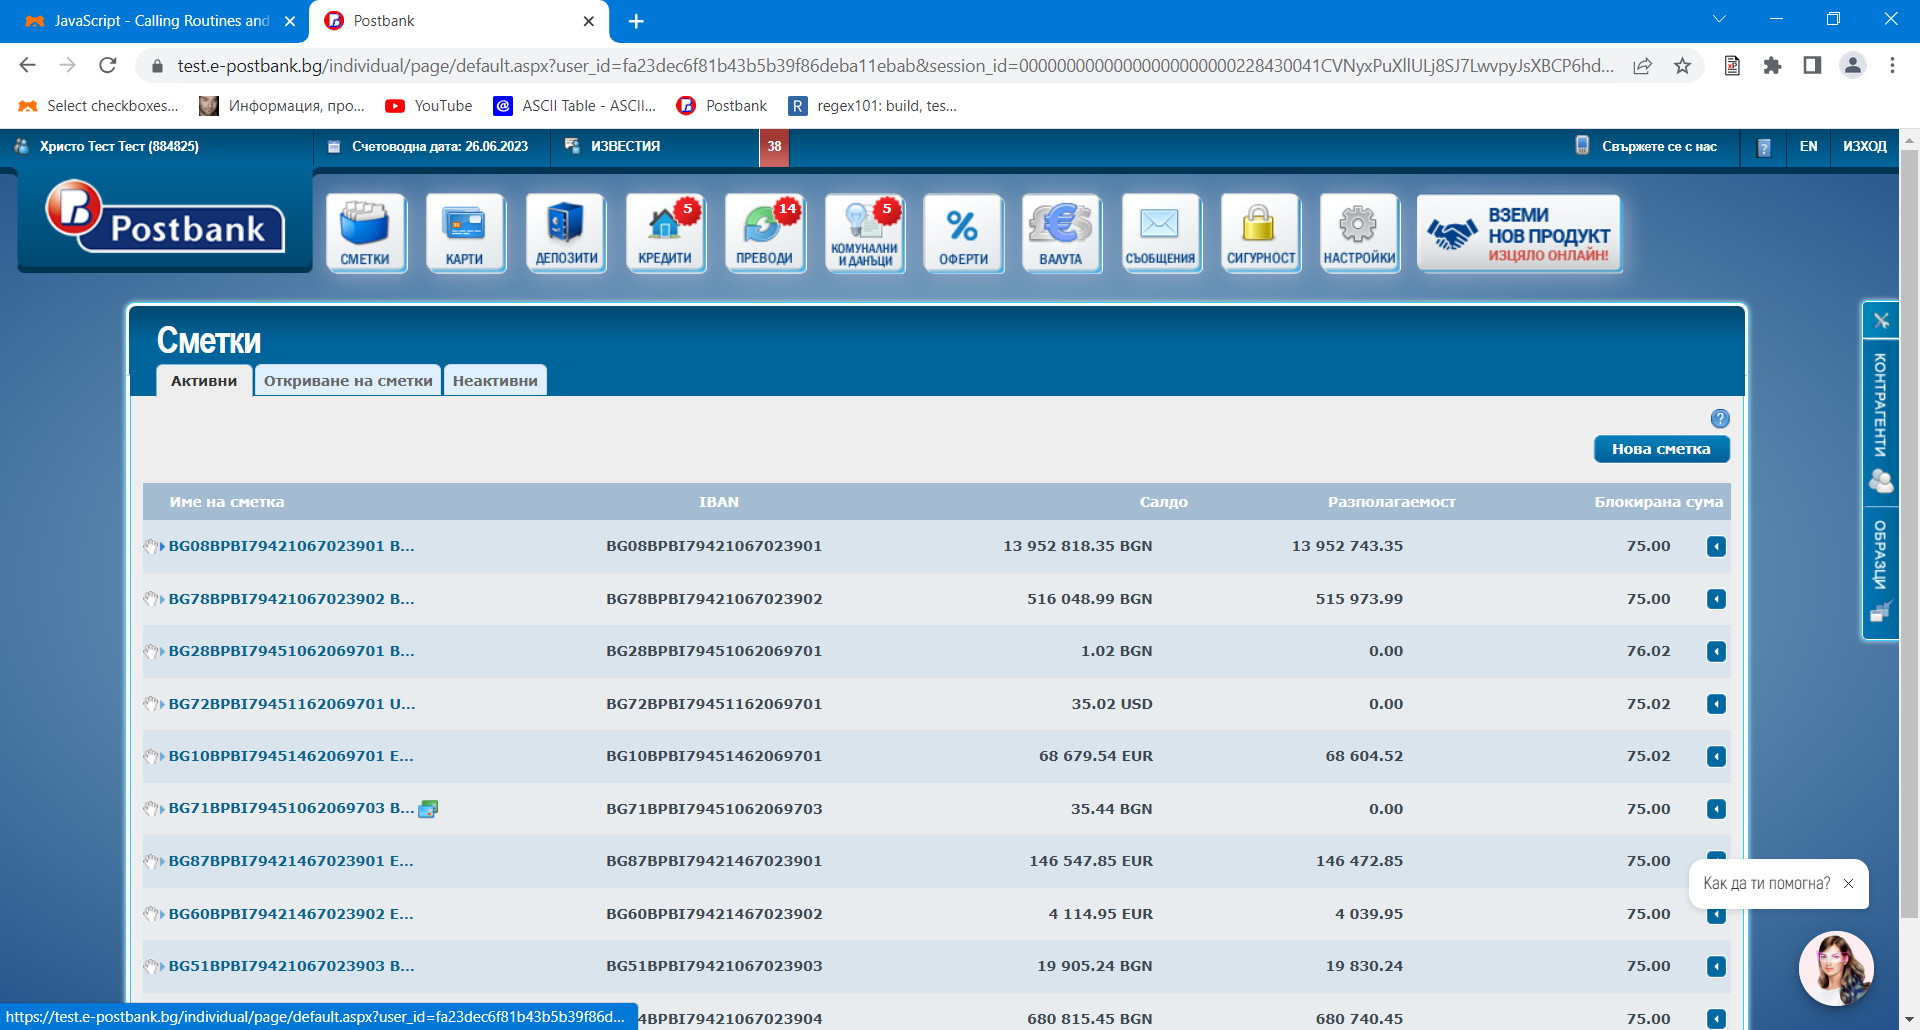 JavaScript - Calling Routines and
Postbank
test.e-postbank.bg/individual/page/default.aspx?user_id=fa23dec6f81b43b5b39f86deba11ebab&session_id=00000000000000000000000228430041CVNyxPuXllULj8SJ7LwvpyJsXBCP6hd...
Select checkboxes...
Информация, про...
YouTube
ASCII Table - ASCII...
Postbank
regex101: build, tes...
Христо Тест Тест (884825)
Счетоводна дата: 26.06.2023
ИЗВЕСТИЯ
38
Свържете се с нас
EN
ИЗХОД
Postbank
СМЕТКИ
КАРТИ
ДЕПОЗИТИ
5
КРЕДИТИ
14
ПРЕВОДИ
5
КОМУНАЛНИ
И ДАНЪЦИ
ОФЕРТИ
ВАЛУТА
СЪОБЩЕНИЯ
СИГУРНОСТ
НАСТРОЙКИ
ВЗЕМИ
НОВ ПРОДУКТ
ИЗЦЯЛО ОНЛАЙН!
Сметки
Активни
Откриване на сметки
Неактивни
Нова сметка
Име на сметка IBAN Салдо Разполагаемост Блокирана сума
BG08BPBI79421067023901 B... BG08BPBI79421067023901 13 952 818.35 BGN 13 952 743.35 75.00
BG78BPBI79421067023902 B... BG78BPBI79421067023902 516 048.99 BGN 515 973.99 75.00
BG28BPBI79451062069701 B... BG28BPBI79451062069701 1.02 BGN 0.00 76.02
BG72BPBI79451162069701 U... BG72BPBI79451162069701 35.02 USD 0.00 75.02
BG10BPBI79451462069701 E... BG10BPBI79451462069701 68 679.54 EUR 68 604.52 75.02
BG71BPBI79451062069703 B... BG71BPBI79451062069703 35.44 BGN 0.00 75.00
BG87BPBI79421467023901 E... BG87BPBI79421467023901 146 547.85 EUR 146 472.85 75.00
BG60BPBI79421467023902 E... BG60BPBI79421467023902 4 114.95 EUR 4 039.95 75.00
BG51BPBI79421067023903 B... BG51BPBI79421067023903 19 905.24 BGN 19 830.24 75.00
4BPBI79421067023904 680 815.45 BGN 680 740.45 75.00
КОНТРАГЕНТИ
ОБРАЗЦИ
Как да ти помогна?
https://test.e-postbank.bg/individual/page/default.aspx?user_id=fa23dec6f81b43b5b39f86d...